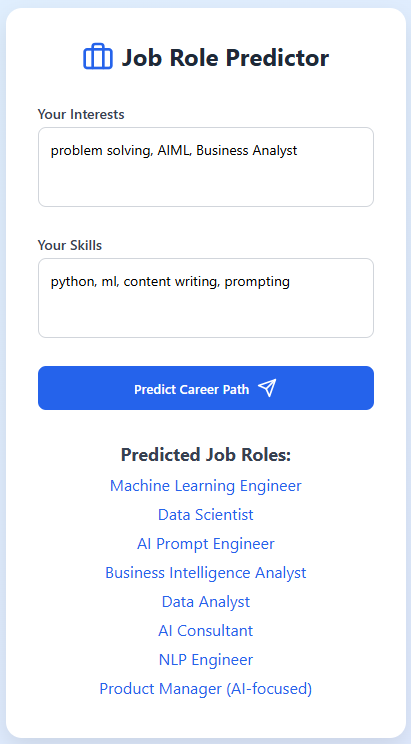 Job Role Predictor
Your Interests
problem solving, AIML, Business Analyst
Your Skills
python, ml, content writing, prompting
Predict Career Path
Predicted Job Roles:
Machine Learning Engineer
Data Scientist
AI Prompt Engineer
Business Intelligence Analyst
Data Analyst
AI Consultant
NLP Engineer
Product Manager (AI-focused)